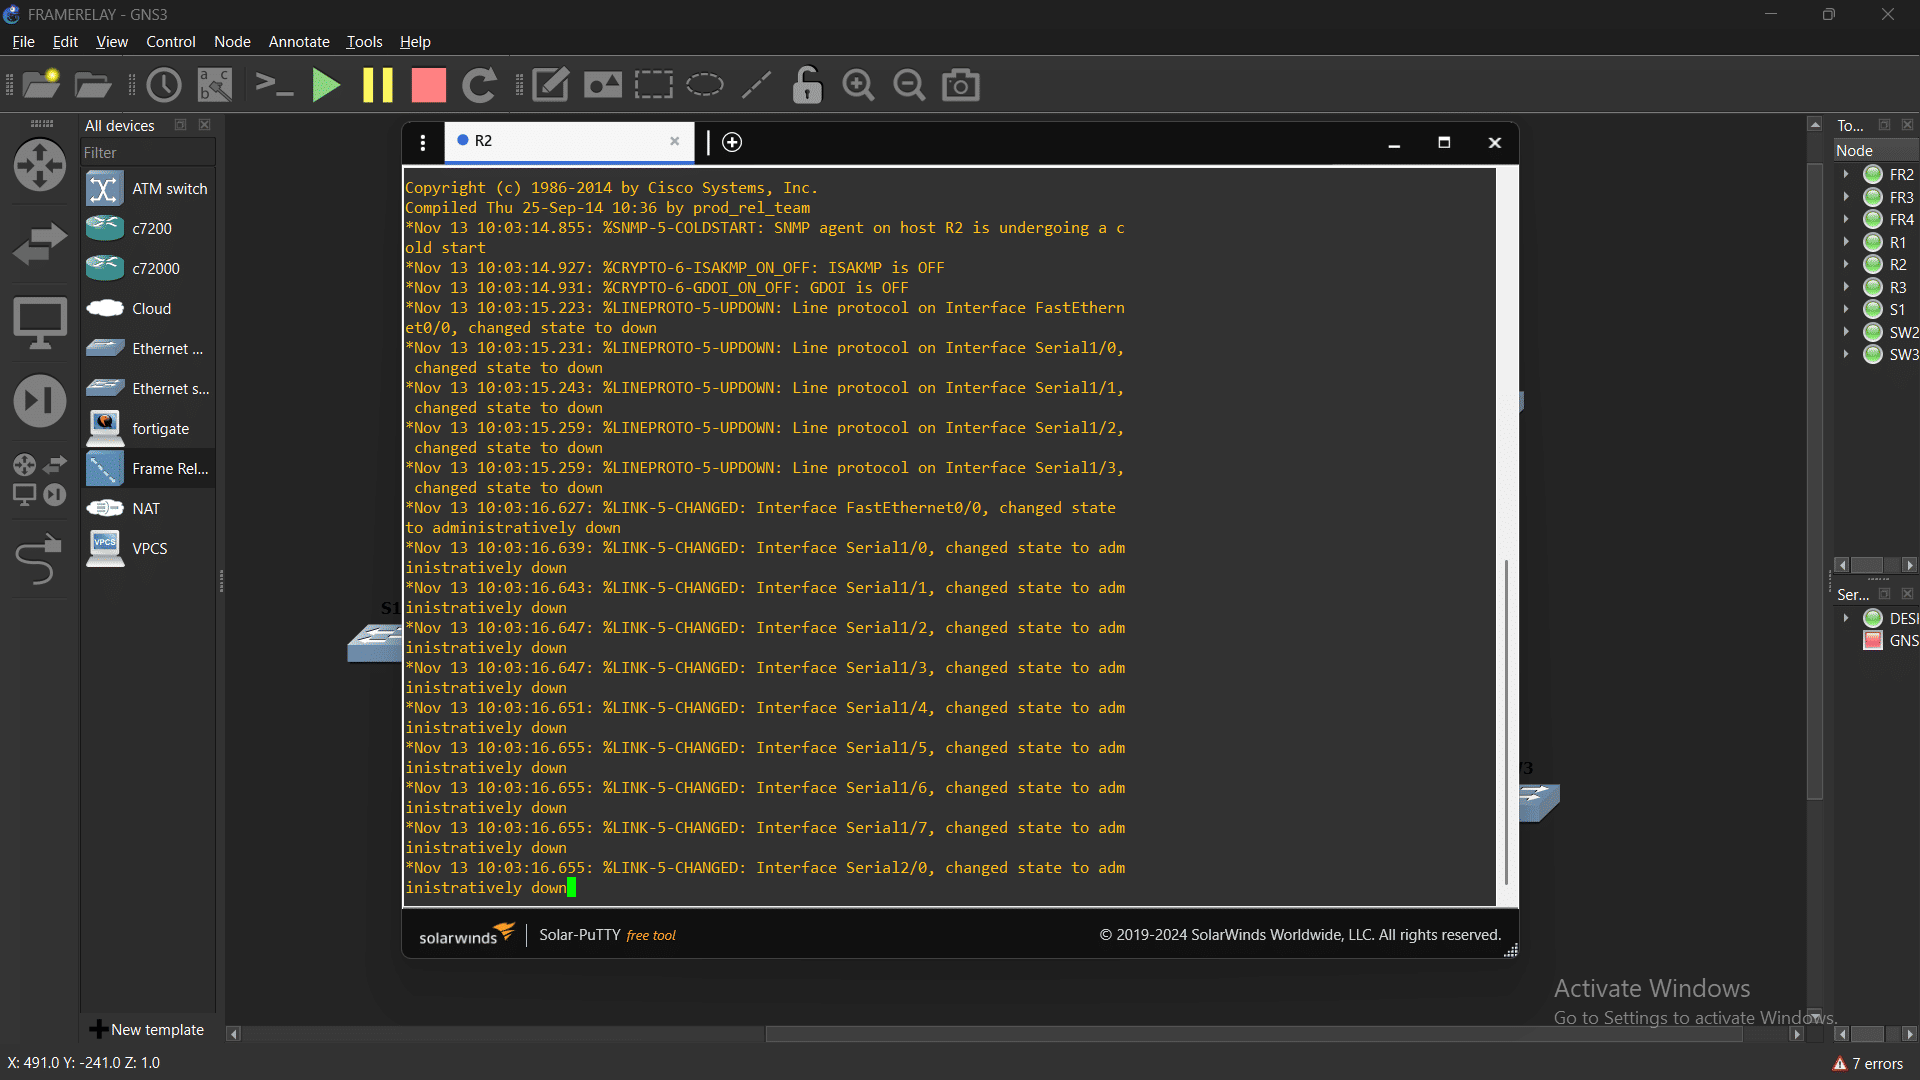 FRAMERELAY - GNS3
File Edit View Control Node Annotate Tools Help
All devices
Filter
ATM switch
c7200
c72000
Cloud
Ethernet ...
Ethernet s...
fortigate
Frame Rel...
NAT
VPCS
New template
S1
R2
Copyright (c) 1986-2014 by Cisco Systems, Inc.
Compiled Thu 25-Sep-14 10:36 by prod_rel_team
*Nov 13 10:03:14.855: %SNMP-5-COLDSTART: SNMP agent on host R2 is undergoing a c
old start
*Nov 13 10:03:14.927: %CRYPTO-6-ISAKMP_ON_OFF: ISAKMP is OFF
*Nov 13 10:03:14.931: %CRYPTO-6-GDOI_ON_OFF: GDOI is OFF
*Nov 13 10:03:15.223: %LINEPROTO-5-UPDOWN: Line protocol on Interface FastEthern
et0/0, changed state to down
*Nov 13 10:03:15.231: %LINEPROTO-5-UPDOWN: Line protocol on Interface Serial1/0,
changed state to down
*Nov 13 10:03:15.243: %LINEPROTO-5-UPDOWN: Line protocol on Interface Serial1/1,
changed state to down
*Nov 13 10:03:15.259: %LINEPROTO-5-UPDOWN: Line protocol on Interface Serial1/2,
changed state to down
*Nov 13 10:03:15.259: %LINEPROTO-5-UPDOWN: Line protocol on Interface Serial1/3,
changed state to down
*Nov 13 10:03:16.627: %LINK-5-CHANGED: Interface FastEthernet0/0, changed state
to administratively down
*Nov 13 10:03:16.639: %LINK-5-CHANGED: Interface Serial1/0, changed state to adm
inistratively down
*Nov 13 10:03:16.643: %LINK-5-CHANGED: Interface Serial1/1, changed state to adm
inistratively down
*Nov 13 10:03:16.647: %LINK-5-CHANGED: Interface Serial1/2, changed state to adm
inistratively down
*Nov 13 10:03:16.647: %LINK-5-CHANGED: Interface Serial1/3, changed state to adm
inistratively down
*Nov 13 10:03:16.651: %LINK-5-CHANGED: Interface Serial1/4, changed state to adm
inistratively down
*Nov 13 10:03:16.655: %LINK-5-CHANGED: Interface Serial1/5, changed state to adm
inistratively down
*Nov 13 10:03:16.655: %LINK-5-CHANGED: Interface Serial1/6, changed state to adm
inistratively down
*Nov 13 10:03:16.655: %LINK-5-CHANGED: Interface Serial1/7, changed state to adm
inistratively down
*Nov 13 10:03:16.655: %LINK-5-CHANGED: Interface Serial2/0, changed state to adm
inistratively down
solarwinds Solar-PuTTY free tool
© 2019-2024 SolarWinds Worldwide, LLC. All rights reserved.
To...
Node
FR2
FR3
FR4
R1
R2
R3
S1
SW2
SW3
Ser...
DESI
GNS
Activate Windows
Go to Settings to activate Windows.
X: 491.0 Y: -241.0 Z: 1.0
7 errors